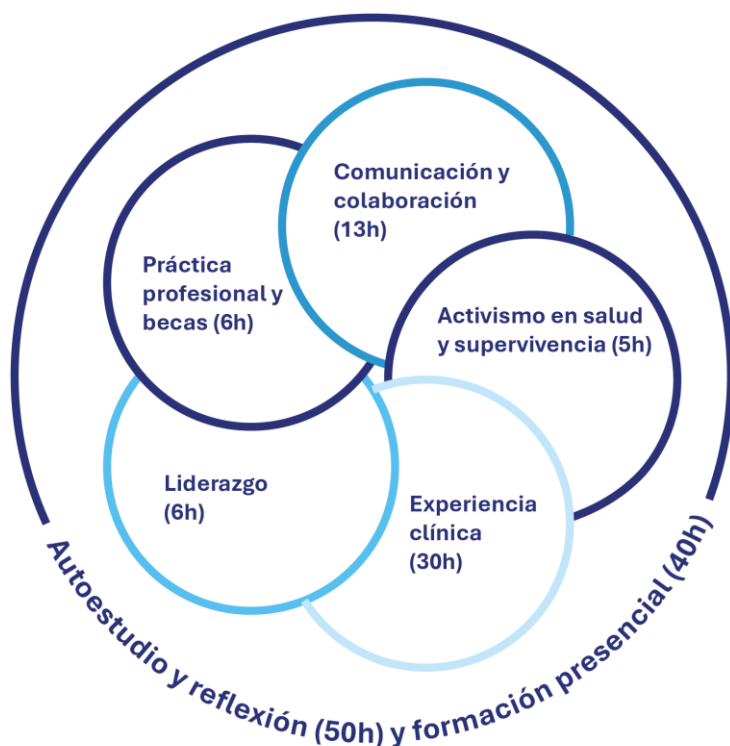 Comunicación y
colaboración
(13h)
Práctica
profesional y
becas (6h)
Activismo en salud
y supervivencia (5h)
Liderazgo
(6h)
Experiencia
clínica
(30h)
Autoestudio y reflexión (50h) y formación presencial (40h)